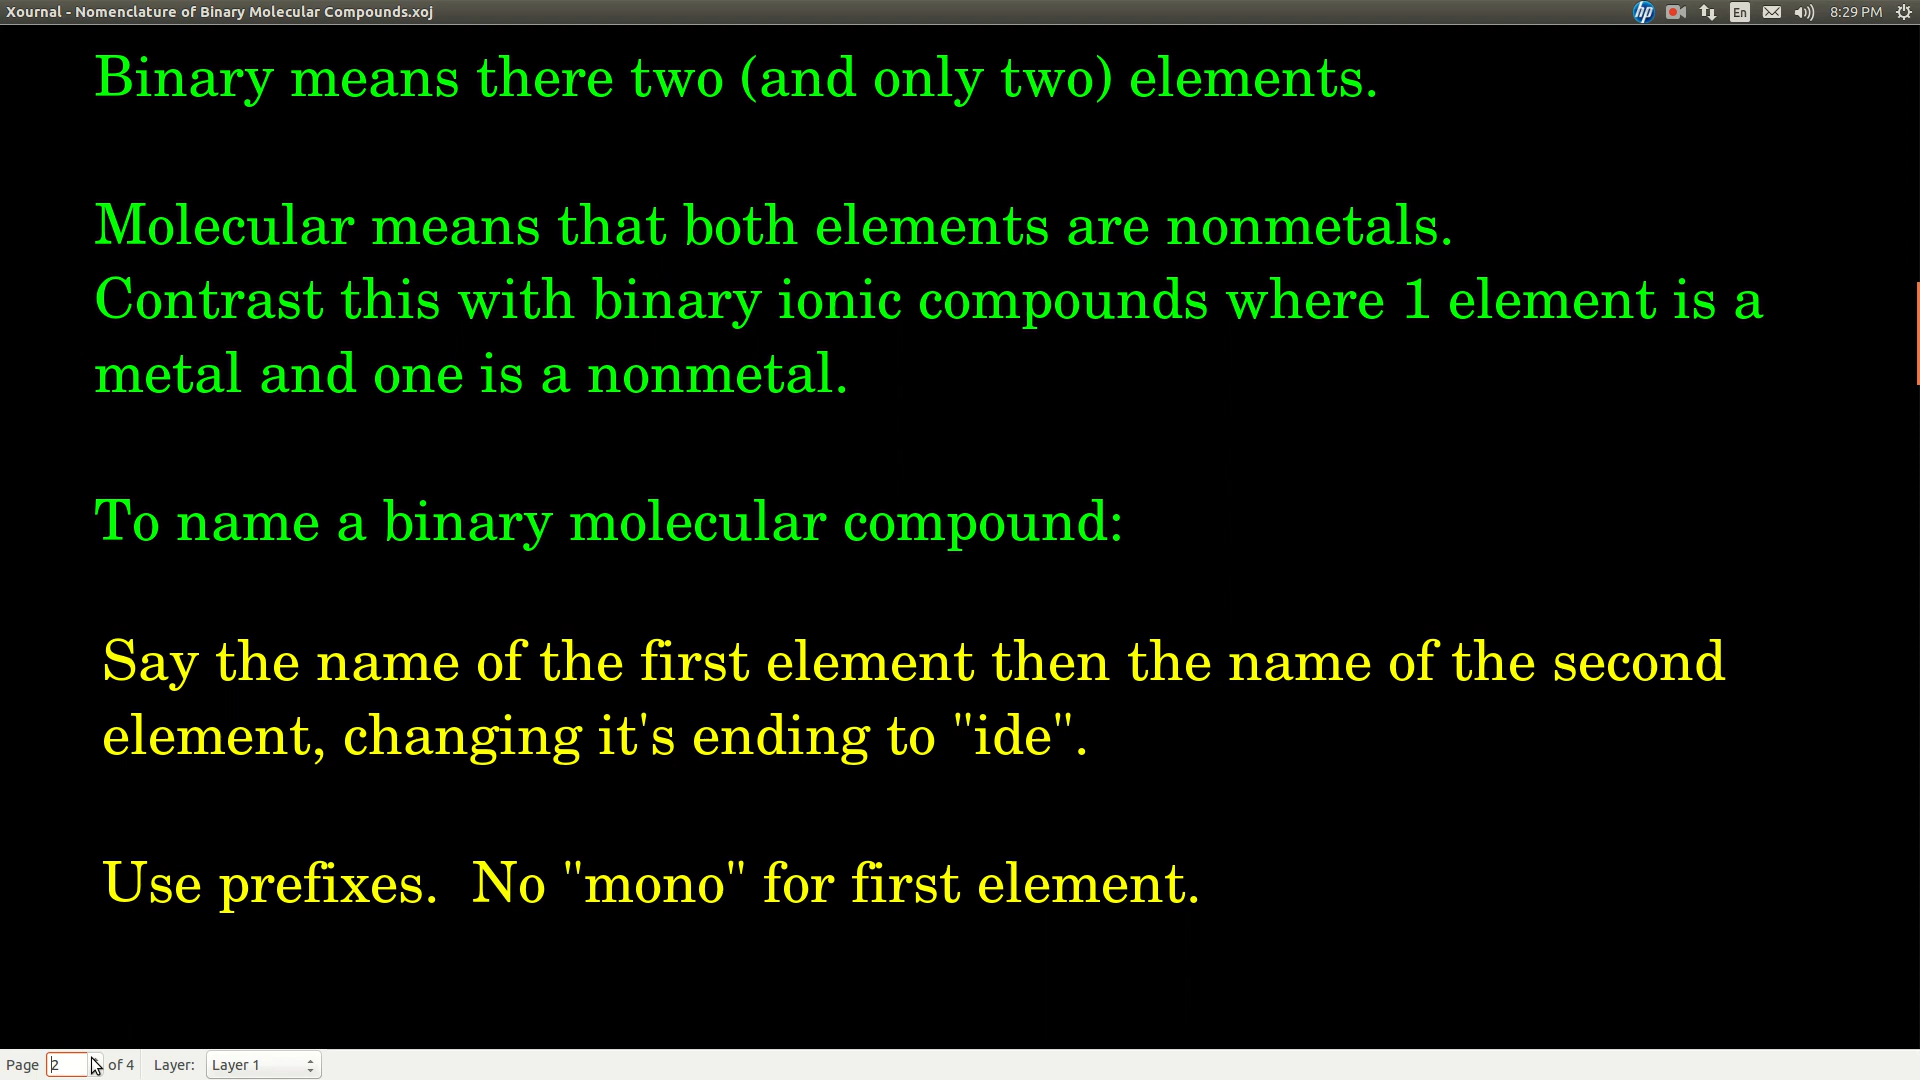 Xournal - Nomenclature of Binary Molecular Compounds.xoj
hp En 8:29 PM
Binary means there two (and only two) elements.
Molecular means that both elements are nonmetals.
Contrast this with binary ionic compounds where 1 element is a
metal and one is a nonmetal.
To name a binary molecular compound:
Say the name of the first element then the name of the second
element, changing it's ending to "ide".
Use prefixes.  No "mono" for first element.
Page 2 of 4 Layer: Layer 1